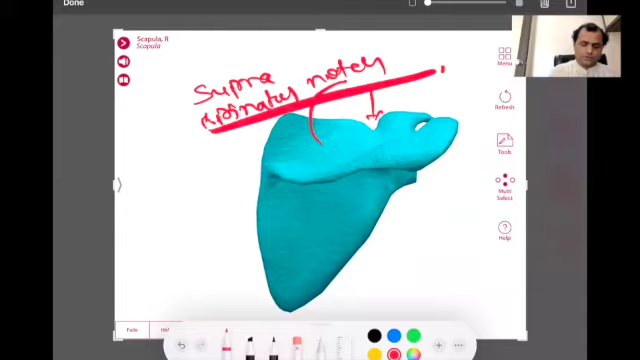 Done
Scapula, R
Scapula
Menu
Refresh
Tools
Multi
Select
Help
Supra
spinatus notch
Fade